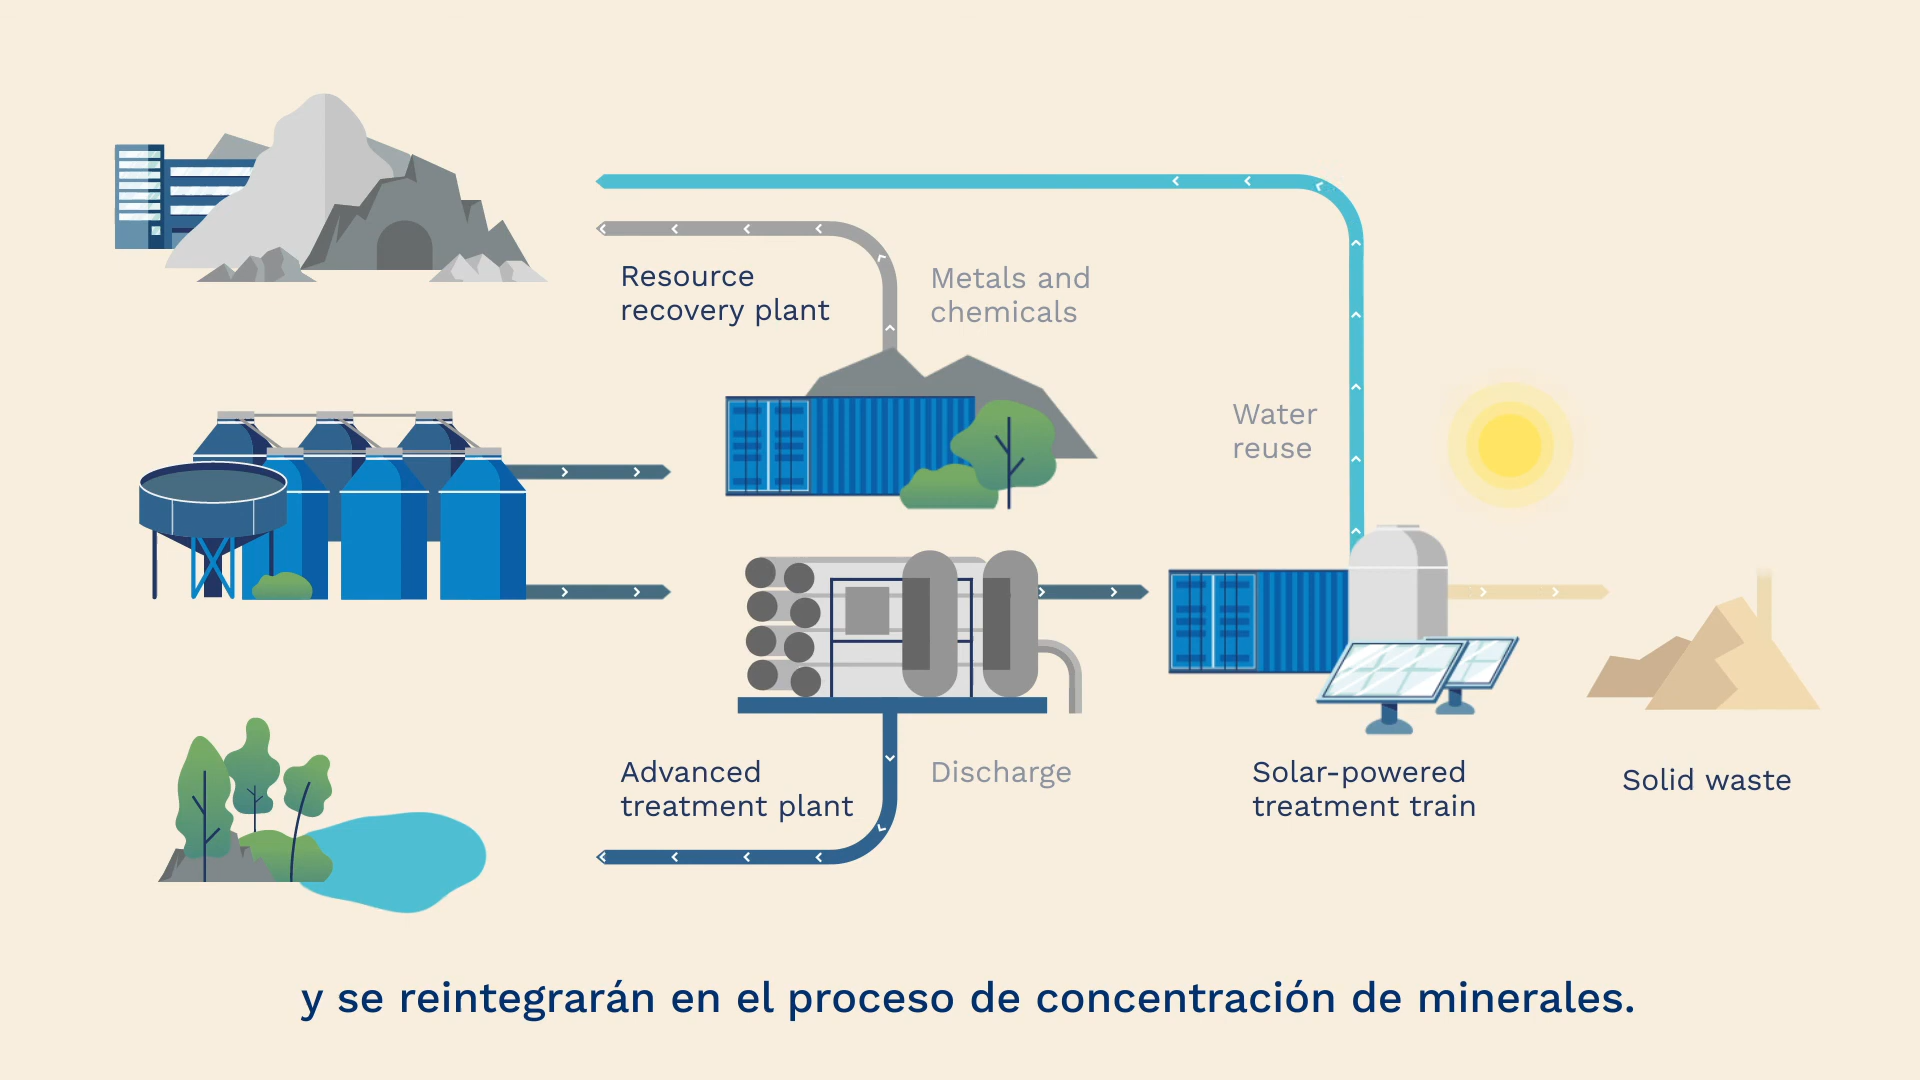 Resource
recovery plant
Metals and
chemicals
Water
reuse
Advanced
treatment plant
Discharge
Solar-powered
treatment train
Solid waste
y se reintegrarán en el proceso de concentración de minerales.